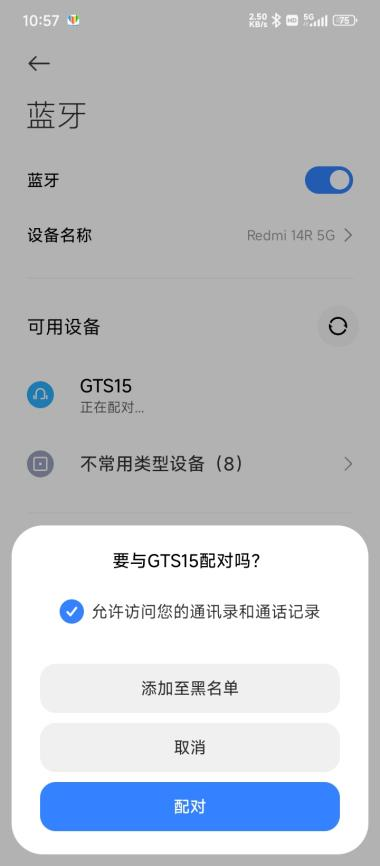 10:57
2.50 KB/s HD 5G 75
蓝牙
蓝牙
设备名称 Redmi 14R 5G
可用设备
GTS15
正在配对...
不常用类型设备（8）
要与GTS15配对吗？
允许访问您的通讯录和通话记录
添加至黑名单
取消
配对